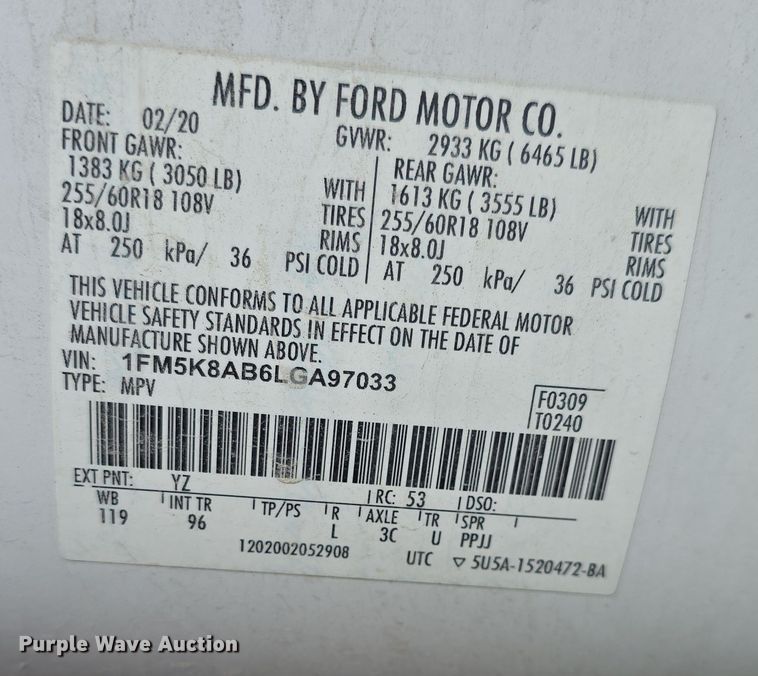 MFD. BY FORD MOTOR CO.
DATE: 02/20
GVWR: 2933 KG ( 6465 LB)
FRONT GAWR:
1383 KG ( 3050 LB) WITH
255/60R18 108V TIRES
18x8.0J RIMS
AT 250 kPa/ 36 PSI COLD
REAR GAWR:
1613 KG ( 3555 LB) WITH
255/60R18 108V TIRES
18x8.0J RIMS
AT 250 kPa/ 36 PSI COLD
THIS VEHICLE CONFORMS TO ALL APPLICABLE FEDERAL MOTOR
VEHICLE SAFETY STANDARDS IN EFFECT ON THE DATE OF
MANUFACTURE SHOWN ABOVE.
VIN: 1FM5K8AB6LGA97033
TYPE: MPV
F0309
T0240
EXT PNT: YZ RC: 53 DSO:
WB INT TR TP/PS R AXLE TR SPR
119 96 L 3C U PPJJ
1202002052908 UTC ▽ 5U5A-1520472-BA
Purple Wave Auction